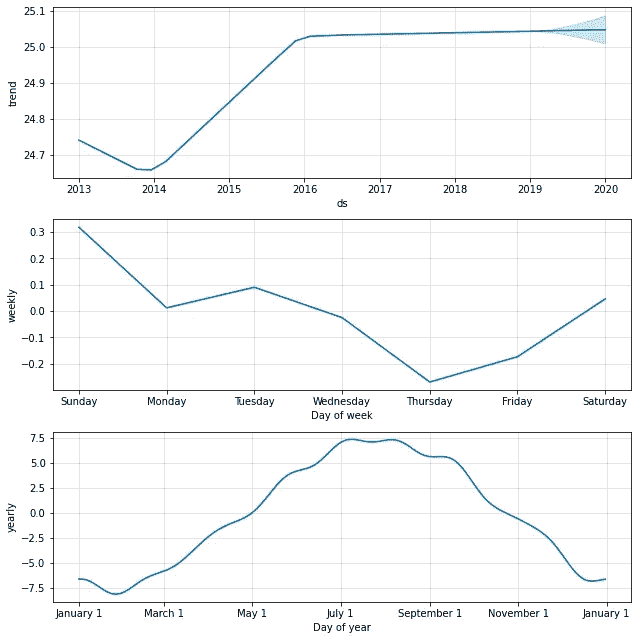 25.1
25.0
24.9
24.8
24.7
trend
2013 2014 2015 2016 2017 2018 2019 2020
ds
0.3
0.2
0.1
0.0
−0.1
−0.2
weekly
Sunday Monday Tuesday Wednesday Thursday Friday Saturday
Day of week
7.5
5.0
2.5
0.0
−2.5
−5.0
−7.5
yearly
January 1 March 1 May 1 July 1 September 1 November 1 January 1
Day of year